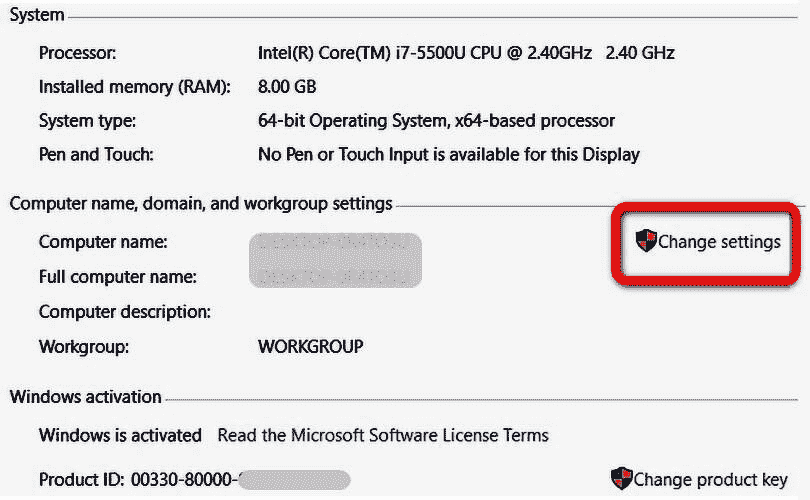 System
Processor: Intel(R) Core(TM) i7-5500U CPU @ 2.40GHz 2.40 GHz
Installed memory (RAM): 8.00 GB
System type: 64-bit Operating System, x64-based processor
Pen and Touch: No Pen or Touch Input is available for this Display
Computer name, domain, and workgroup settings
Computer name: Change settings
Full computer name:
Computer description:
Workgroup: WORKGROUP
Windows activation
Windows is activated Read the Microsoft Software License Terms
Product ID: 00330-80000- Change product key